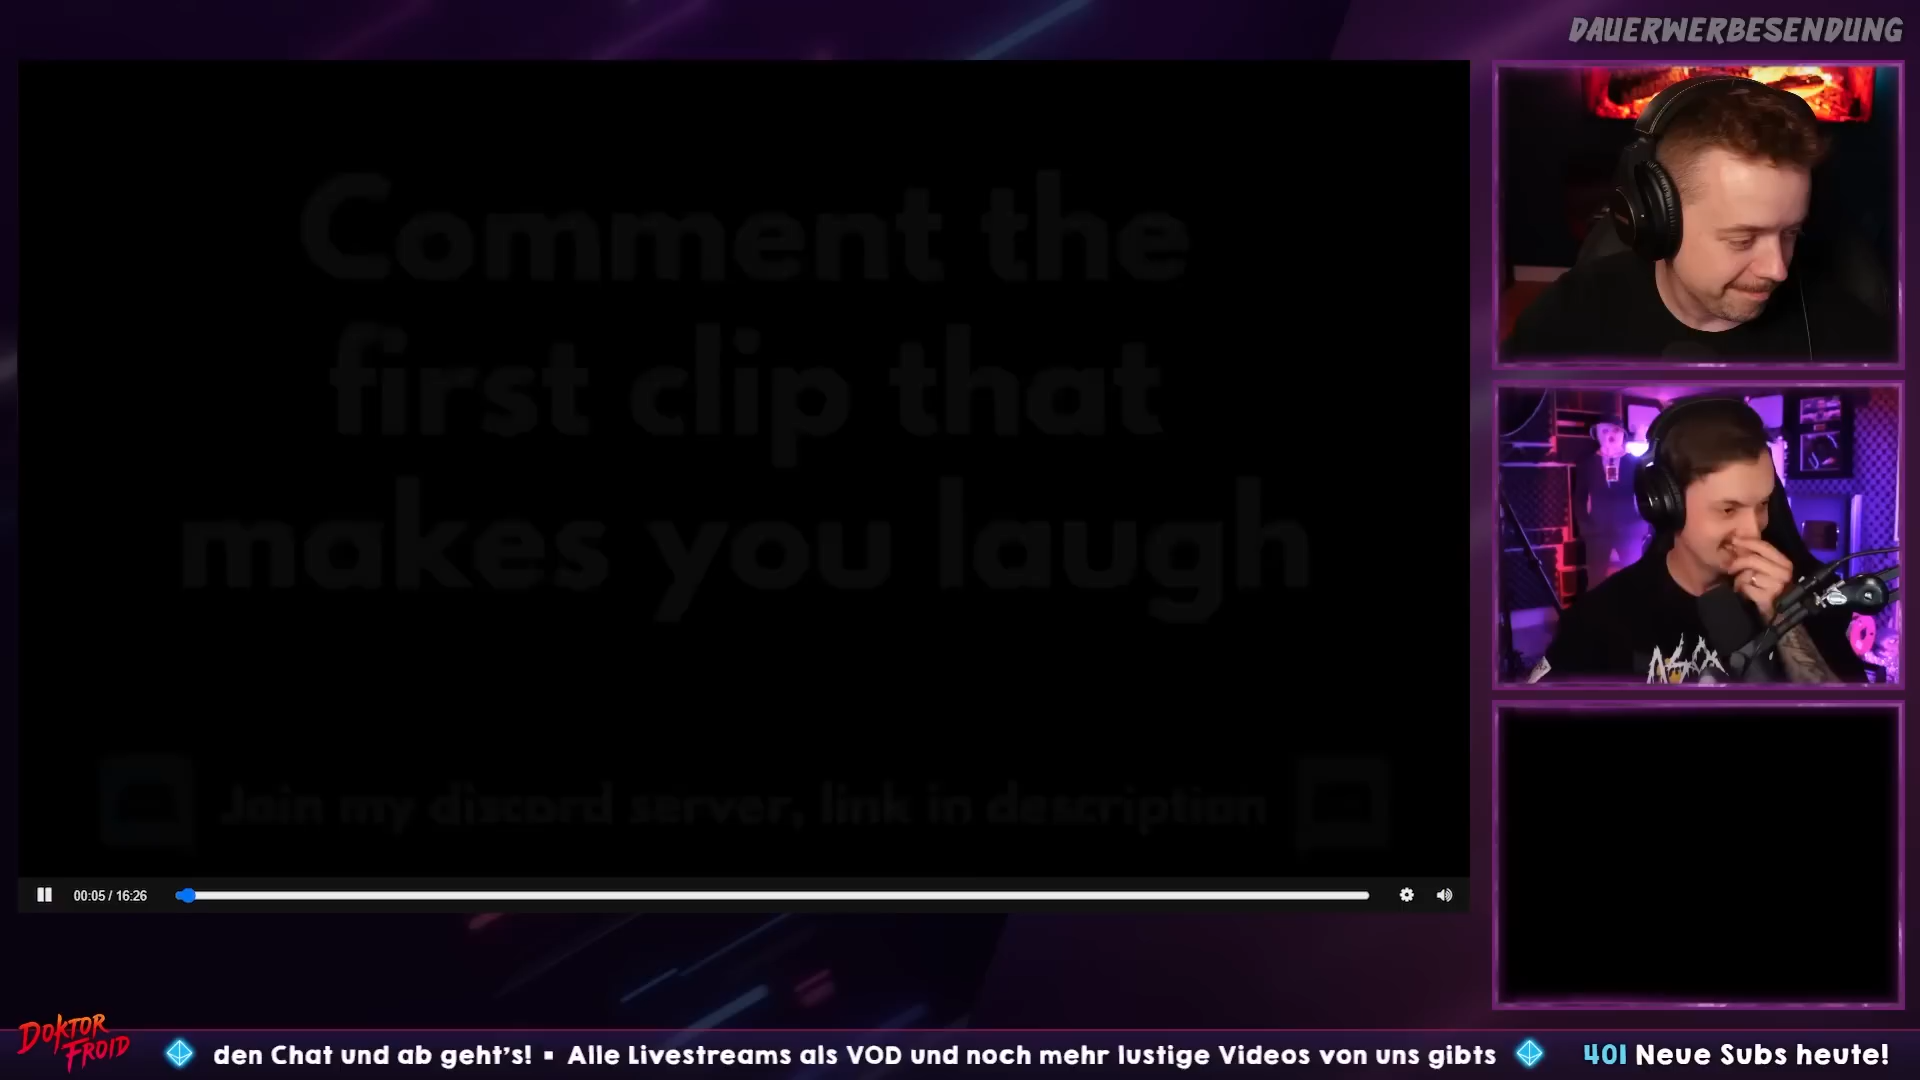 DAUERWERBESENDUNG
Comment the
first clip that
makes you laugh
Join my discord server, link in description
00:05 / 16:26
DOKTOR
FROID
den Chat und ab geht's! ▪ Alle Livestreams als VOD und noch mehr lustige Videos von uns gibts
401 Neue Subs heute!